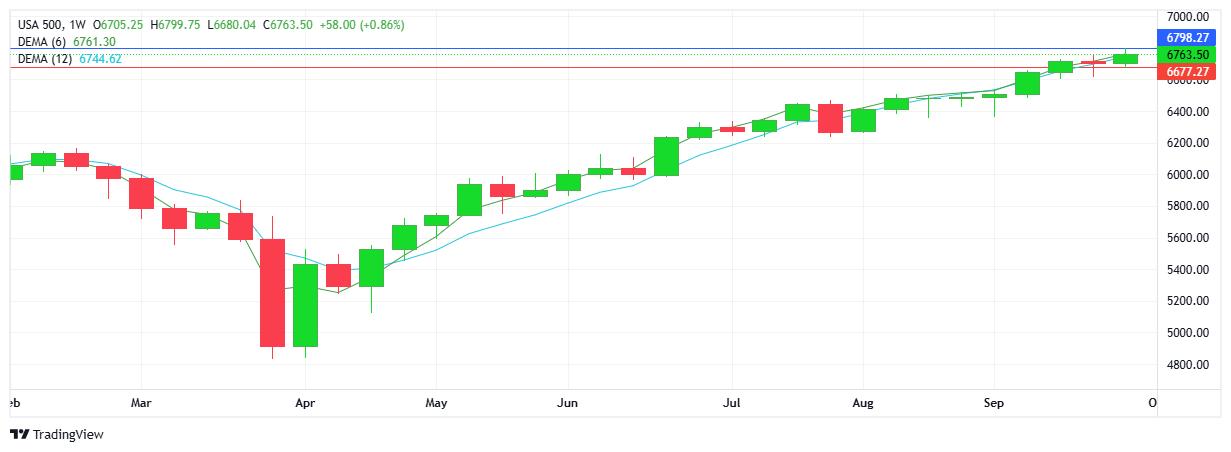 USA 500, 1W O6705.25 H6799.75 L6680.04 C6763.50 +58.00 (+0.86%)
DEMA (6) 6761.30
DEMA (12) 6744.62
7000.00
6798.27
6763.50
6677.27
6600.00
6400.00
6200.00
6000.00
5800.00
5600.00
5400.00
5200.00
5000.00
4800.00
eb Mar Apr May Jun Jul Aug Sep O
TradingView